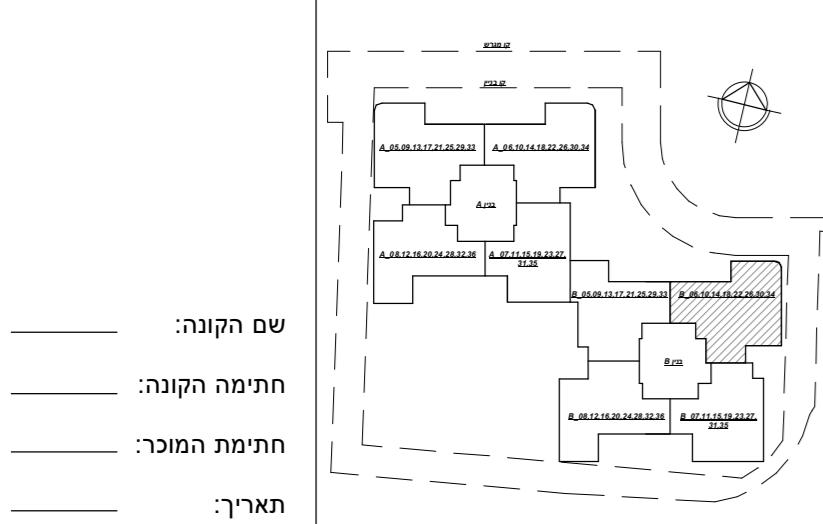 קו מגרש
קו בניין
A_05.09.13.17.21.25.29.33
A_06.10.14.18.22.26.30.34
בניין A
A_08.12.16.20.24.28.32.36
A_07.11.15.19.23.27.
31.35
B_05.09.13.17.21.25.29.33
B_06.10.14.18.22.26.30.34
בניין B
B_08.12.16.20.24.28.32.36
B_07.11.15.19.23.27.
31.35
שם הקונה: ________
חתימה הקונה: ________
חתימת המוכר: ________
תאריך: ________